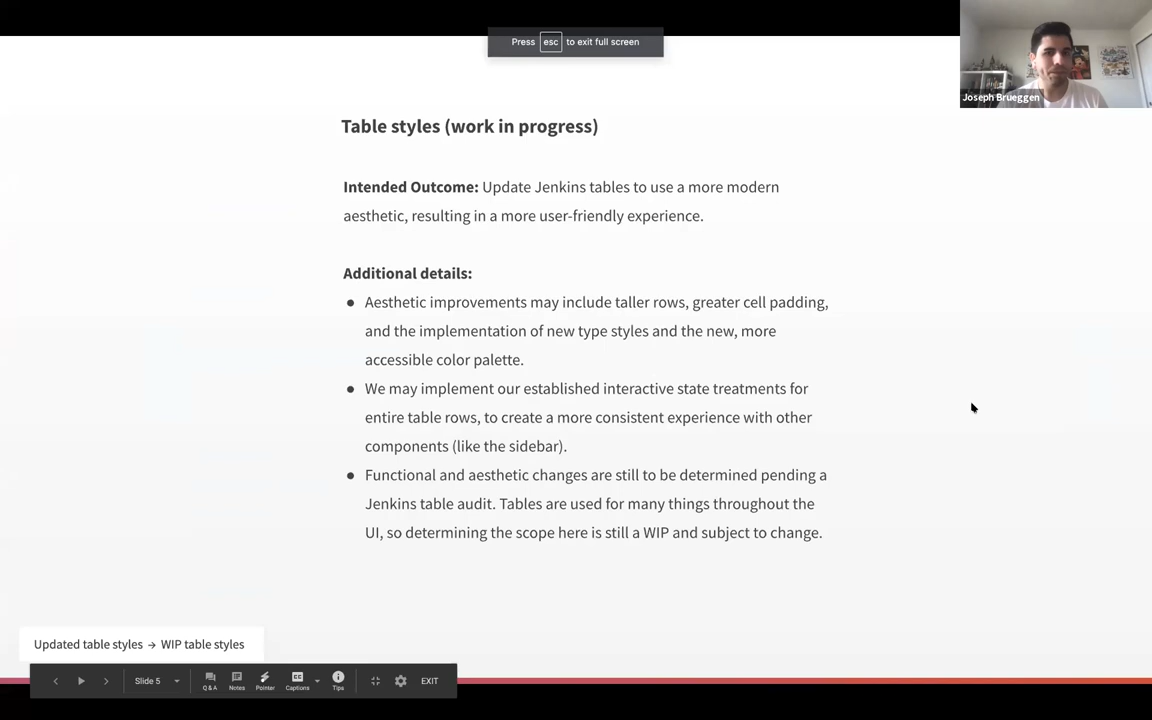 Press esc to exit full screen
Joseph Brueggen
Table styles (work in progress)
Intended Outcome: Update Jenkins tables to use a more modern
aesthetic, resulting in a more user-friendly experience.
Additional details:
● Aesthetic improvements may include taller rows, greater cell padding,
and the implementation of new type styles and the new, more
accessible color palette.
● We may implement our established interactive state treatments for
entire table rows, to create a more consistent experience with other
components (like the sidebar).
● Functional and aesthetic changes are still to be determined pending a
Jenkins table audit. Tables are used for many things throughout the
UI, so determining the scope here is still a WIP and subject to change.
Updated table styles → WIP table styles
Slide 5
Q & A Notes Pointer Captions Tips EXIT